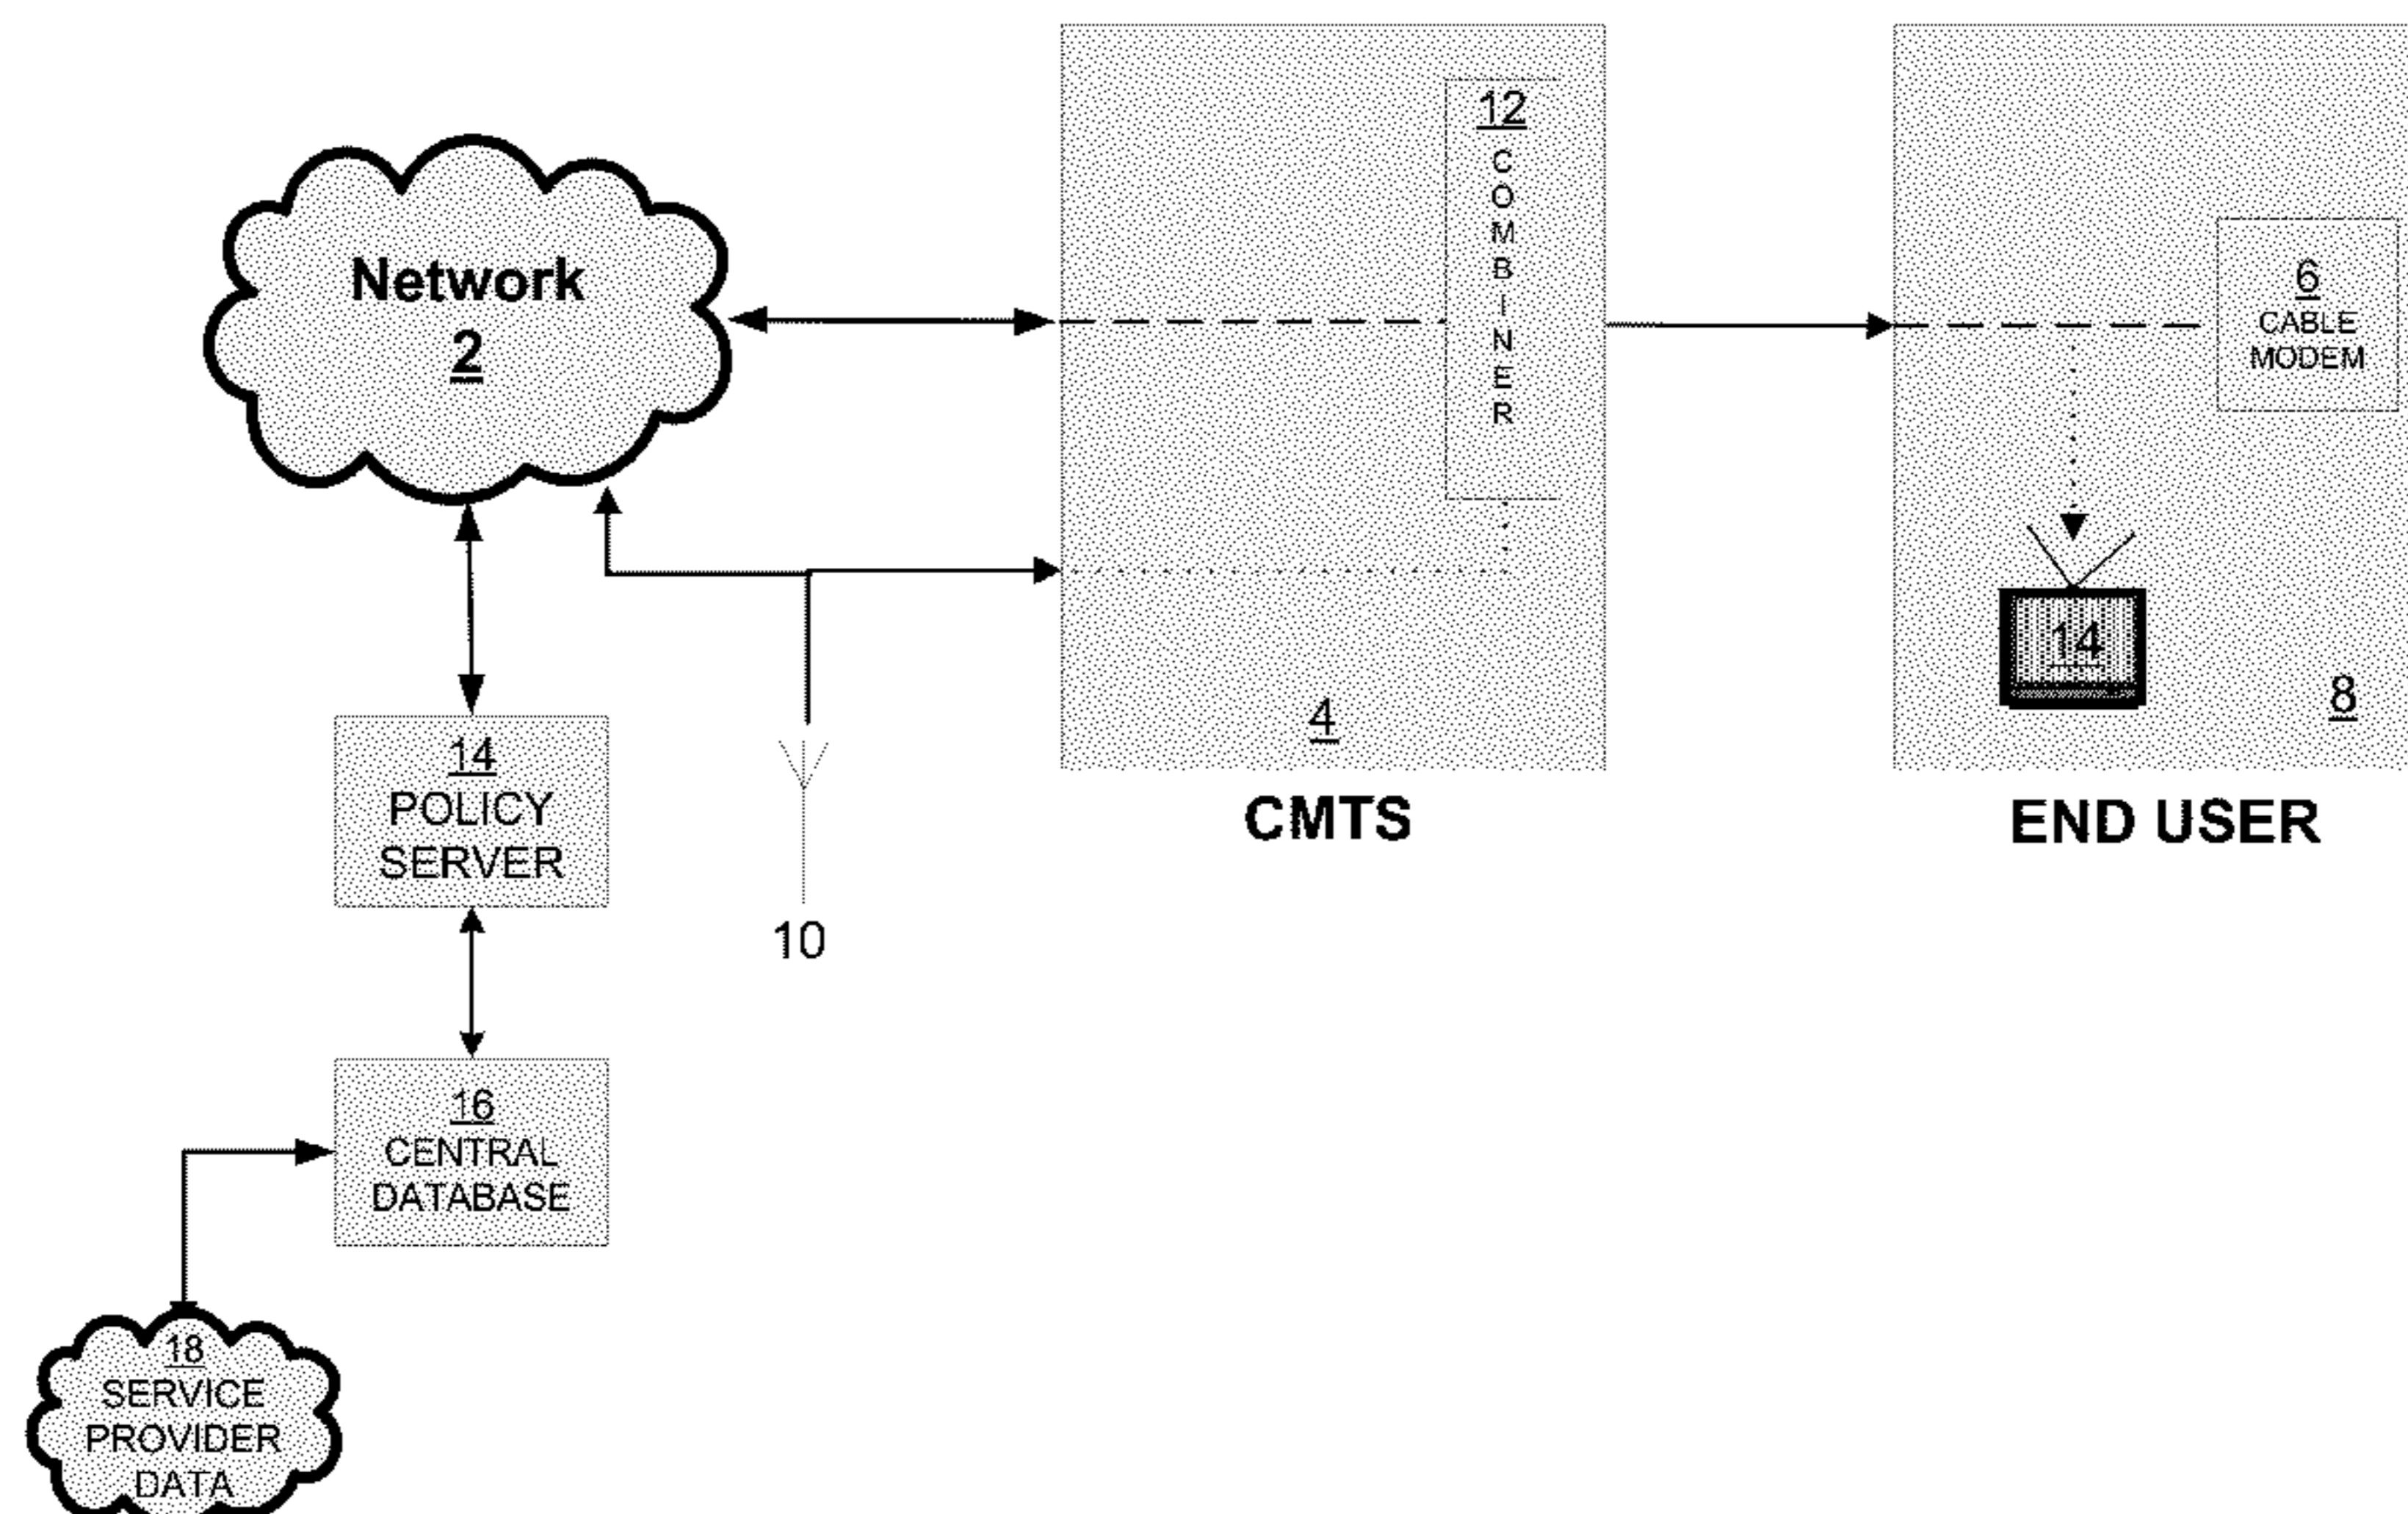 Network
2
12
COMBINER
4
CMTS
6
CABLE
MODEM
14
8
END USER
14
POLICY
SERVER
10
16
CENTRAL
DATABASE
18
SERVICE
PROVIDER
DATA